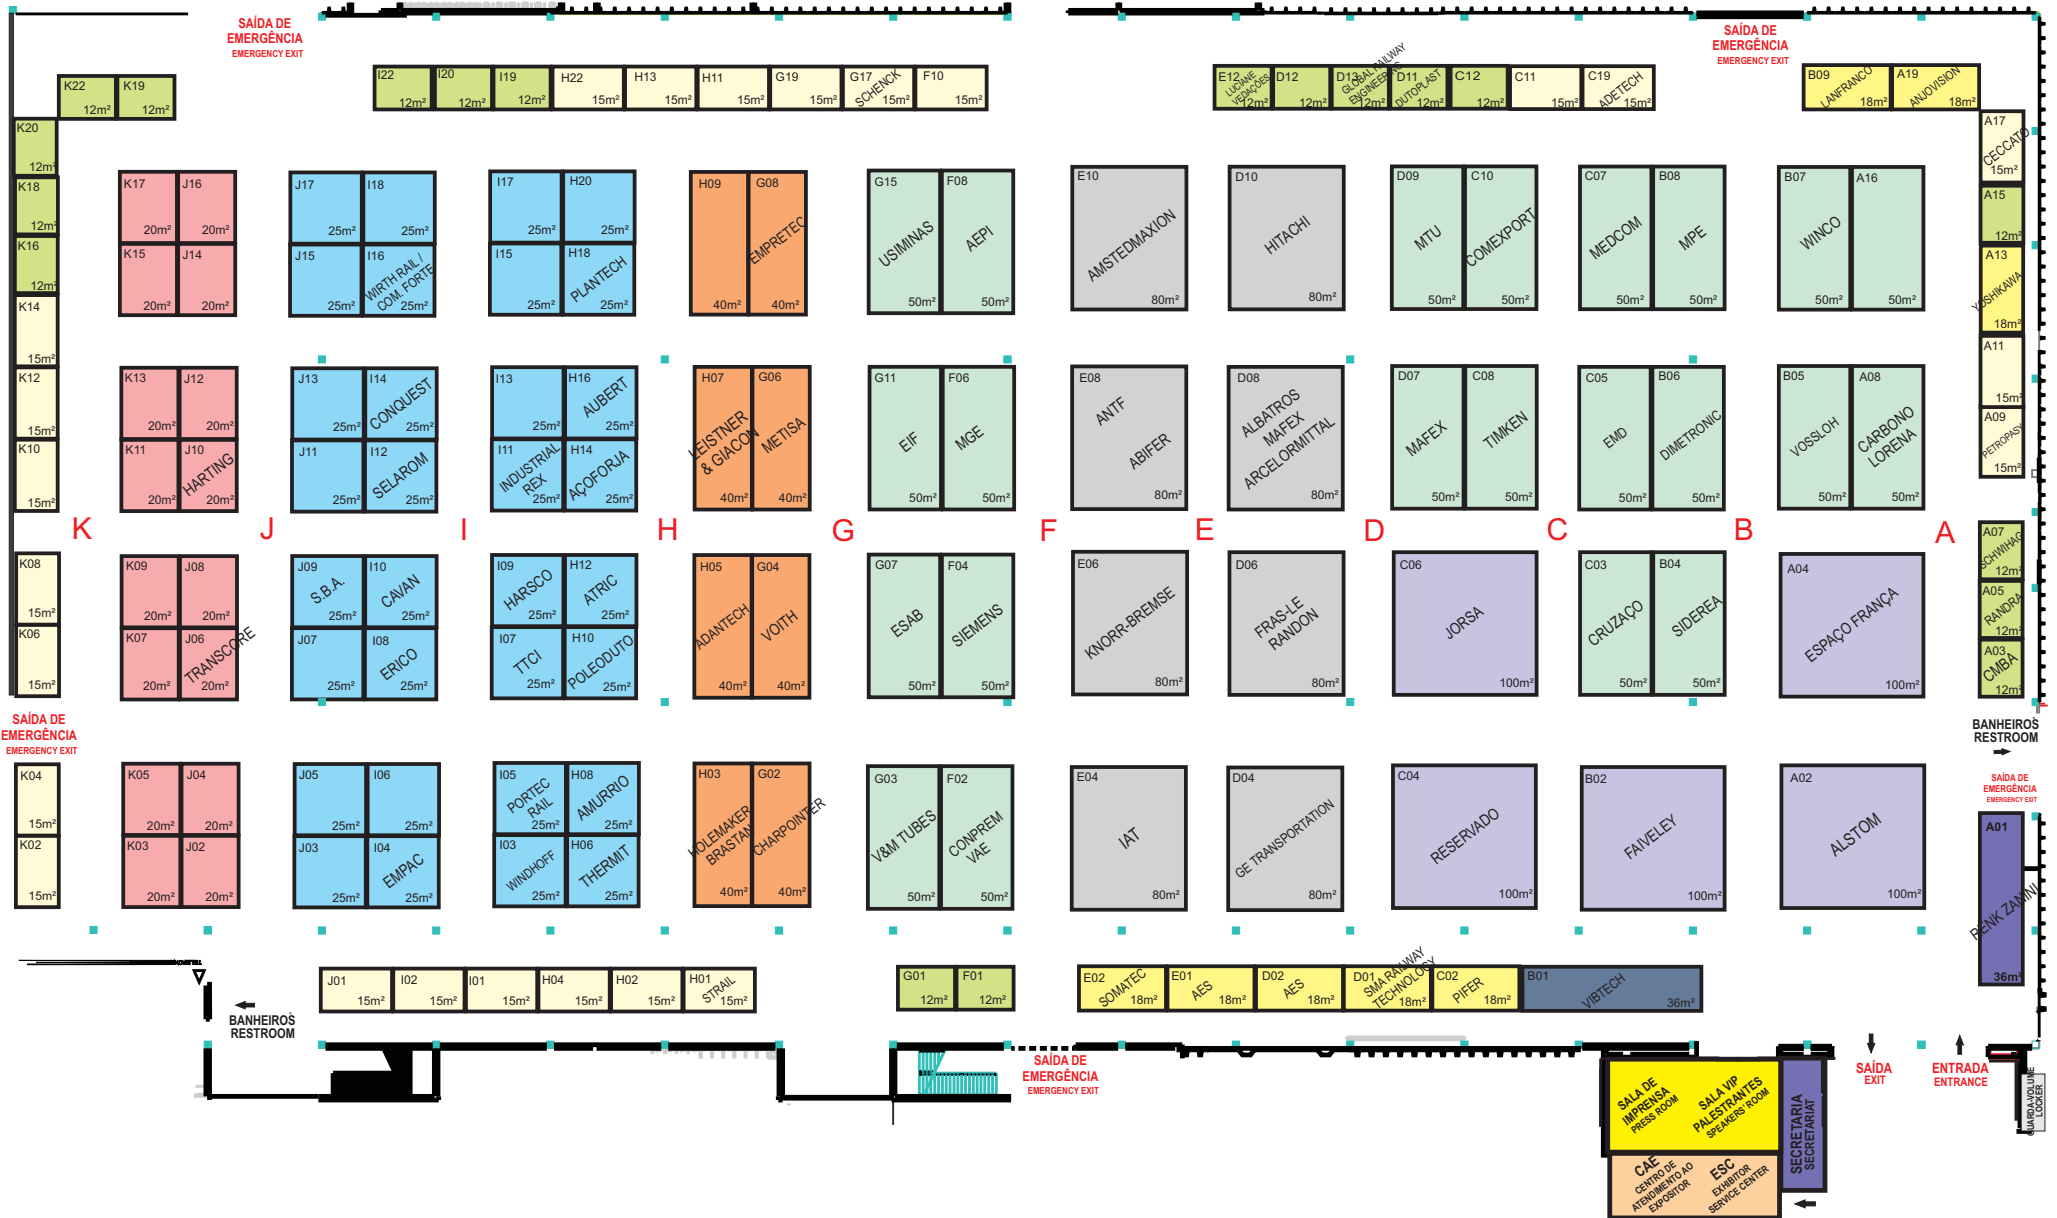 SAÍDA DE
EMERGÊNCIA
EMERGENCY EXIT
SAÍDA DE
EMERGÊNCIA
EMERGENCY EXIT
K22
12m²
K19
12m²
I22
12m²
I20
12m²
I19
12m²
H22
15m²
H13
15m²
H11
15m²
G19
15m²
G17
SCHENCK
15m²
F10
15m²
E12
LUCIANE
VEDAÇÕES
12m²
D12
12m²
D13
GLOBAL RAILWAY
ENGINEERING
12m²
D11
DUTOPLAST
12m²
C12
12m²
C11
15m²
C19
ADETECH
15m²
B09
LANFRANCO
18m²
A19
ANJOVISION
18m²
K20
12m²
K18
12m²
K16
12m²
K14
15m²
K12
15m²
K10
15m²
A17
CECCATO
15m²
A15
12m²
A13
YOSHIKAWA
18m²
A11
15m²
A09
PETROPASY
15m²
K17
20m²
J16
20m²
K15
20m²
J14
20m²
J17
25m²
I18
25m²
J15
25m²
I16
WIRTH RAIL /
COM. FORTE
25m²
I17
25m²
H20
25m²
I15
25m²
H18
PLANTECH
25m²
H09
40m²
G08
EMPRETEC
40m²
G15
USIMINAS
50m²
F08
AEPI
50m²
E10
AMSTEDMAXION
80m²
D10
HITACHI
80m²
D09
MTU
50m²
C10
COMEXPORT
50m²
C07
MEDCOM
50m²
B08
MPE
50m²
B07
WINCO
50m²
A16
50m²
K13
20m²
J12
20m²
K11
20m²
J10
HARTING
20m²
J13
25m²
I14
CONQUEST
25m²
J11
25m²
I12
SELAROM
25m²
I13
25m²
H16
AUBERT
25m²
I11
INDUSTRIAL
REX
25m²
H14
AÇOFORJA
25m²
H07
LEISTNER
& GIACON
40m²
G06
METISA
40m²
G11
EIF
50m²
F06
MGE
50m²
E08
ANTF
ABIFER
80m²
D08
ALBATROS
MAFEX
ARCELORMITTAL
80m²
D07
MAFEX
50m²
C08
TIMKEN
50m²
C05
EMD
50m²
B06
DIMETRONIC
50m²
B05
VOSSLOH
50m²
A08
CARBONO
LORENA
50m²
K
J
I
H
G
F
E
D
C
B
A
K08
15m²
K06
15m²
K09
20m²
J08
20m²
K07
20m²
J06
TRANSCORE
20m²
J09
S.B.A.
25m²
I10
CAVAN
25m²
J07
25m²
I08
ERICO
25m²
I09
HARSCO
25m²
H12
ATRIC
25m²
I07
TTCI
25m²
H10
POLEODUTO
25m²
H05
ADANTECH
40m²
G04
VOITH
40m²
G07
ESAB
50m²
F04
SIEMENS
50m²
E06
KNORR-BREMSE
80m²
D06
FRAS-LE
RANDON
80m²
C06
JORSA
100m²
C03
CRUZAÇO
50m²
B04
SIDEREA
50m²
A04
ESPAÇO FRANÇA
100m²
A07
SCHWIHAG
12m²
A05
RANDRA
12m²
A03
CMBA
12m²
SAÍDA DE
EMERGÊNCIA
EMERGENCY EXIT
BANHEIROS
RESTROOM
SAÍDA DE
EMERGÊNCIA
EMERGENCY EXIT
K04
15m²
K02
15m²
K05
20m²
J04
20m²
K03
20m²
J02
20m²
J05
25m²
I06
25m²
J03
25m²
I04
EMPAC
25m²
I05
PORTEC
RAIL
25m²
H08
AMURRIO
25m²
I03
WINDHOFF
25m²
H06
THERMIT
25m²
H03
HOLEMAKER
BRASTAN
40m²
G02
CHARPOINTER
40m²
G03
V&M TUBES
50m²
F02
CONPREM
VAE
50m²
E04
IAT
80m²
D04
GE TRANSPORTATION
80m²
C04
RESERVADO
100m²
B02
FAIVELEY
100m²
A02
ALSTOM
100m²
A01
RENK ZANINI
36m²
J01
15m²
I02
15m²
I01
15m²
H04
15m²
H02
15m²
H01
STRAIL
15m²
G01
12m²
F01
12m²
E02
SOMATEC
18m²
E01
AES
18m²
D02
AES
18m²
D01
SMA RAILWAY
TECHNOLOGY
18m²
C02
PIFER
18m²
B01
VIBTECH
36m²
BANHEIROS
RESTROOM
SAÍDA DE
EMERGÊNCIA
EMERGENCY EXIT
SAÍDA
EXIT
ENTRADA
ENTRANCE
SALA DE
IMPRENSA
PRESS ROOM
SALA VIP
PALESTRANTES
SPEAKERS' ROOM
SECRETARIA
SECRETARIAT
GUARDA-VOLUME
LOCKER
CAE
CENTRO DE
ATENDIMENTO AO
EXPOSITOR
ESC
EXHIBITOR
SERVICE CENTER